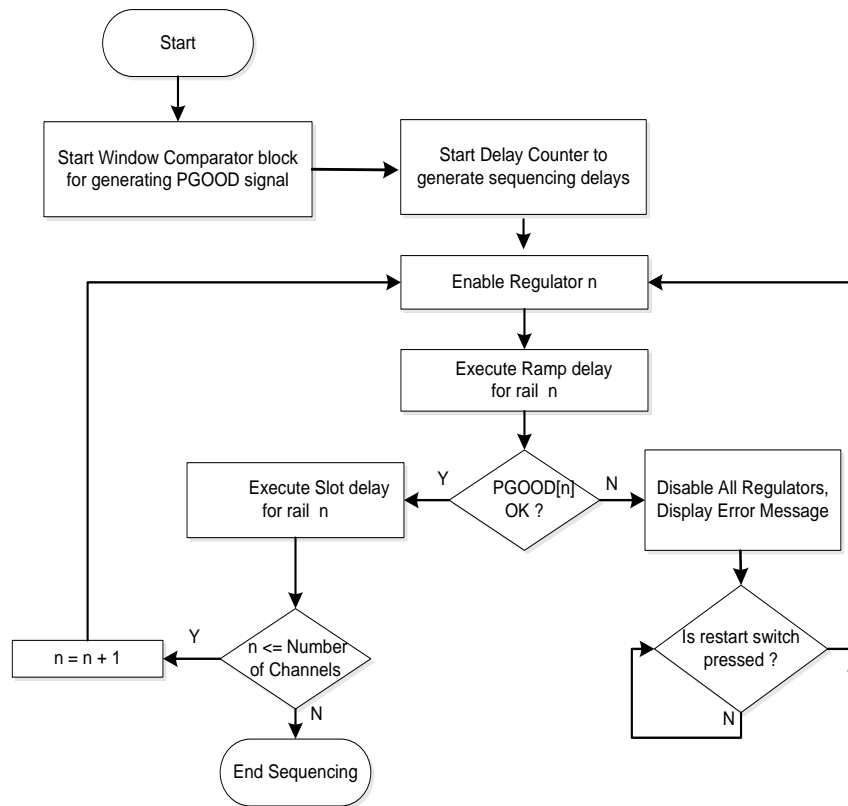 Start
Start Window Comparator block
for generating PGOOD signal
Start Delay Counter to
generate sequencing delays
Enable Regulator n
Execute Ramp delay
for rail n
PGOOD[n]
OK ?
Y
N
Execute Slot delay
for rail n
Disable All Regulators,
Display Error Message
n <= Number
of Channels
Y
N
n = n + 1
Is restart switch
pressed ?
N
End Sequencing